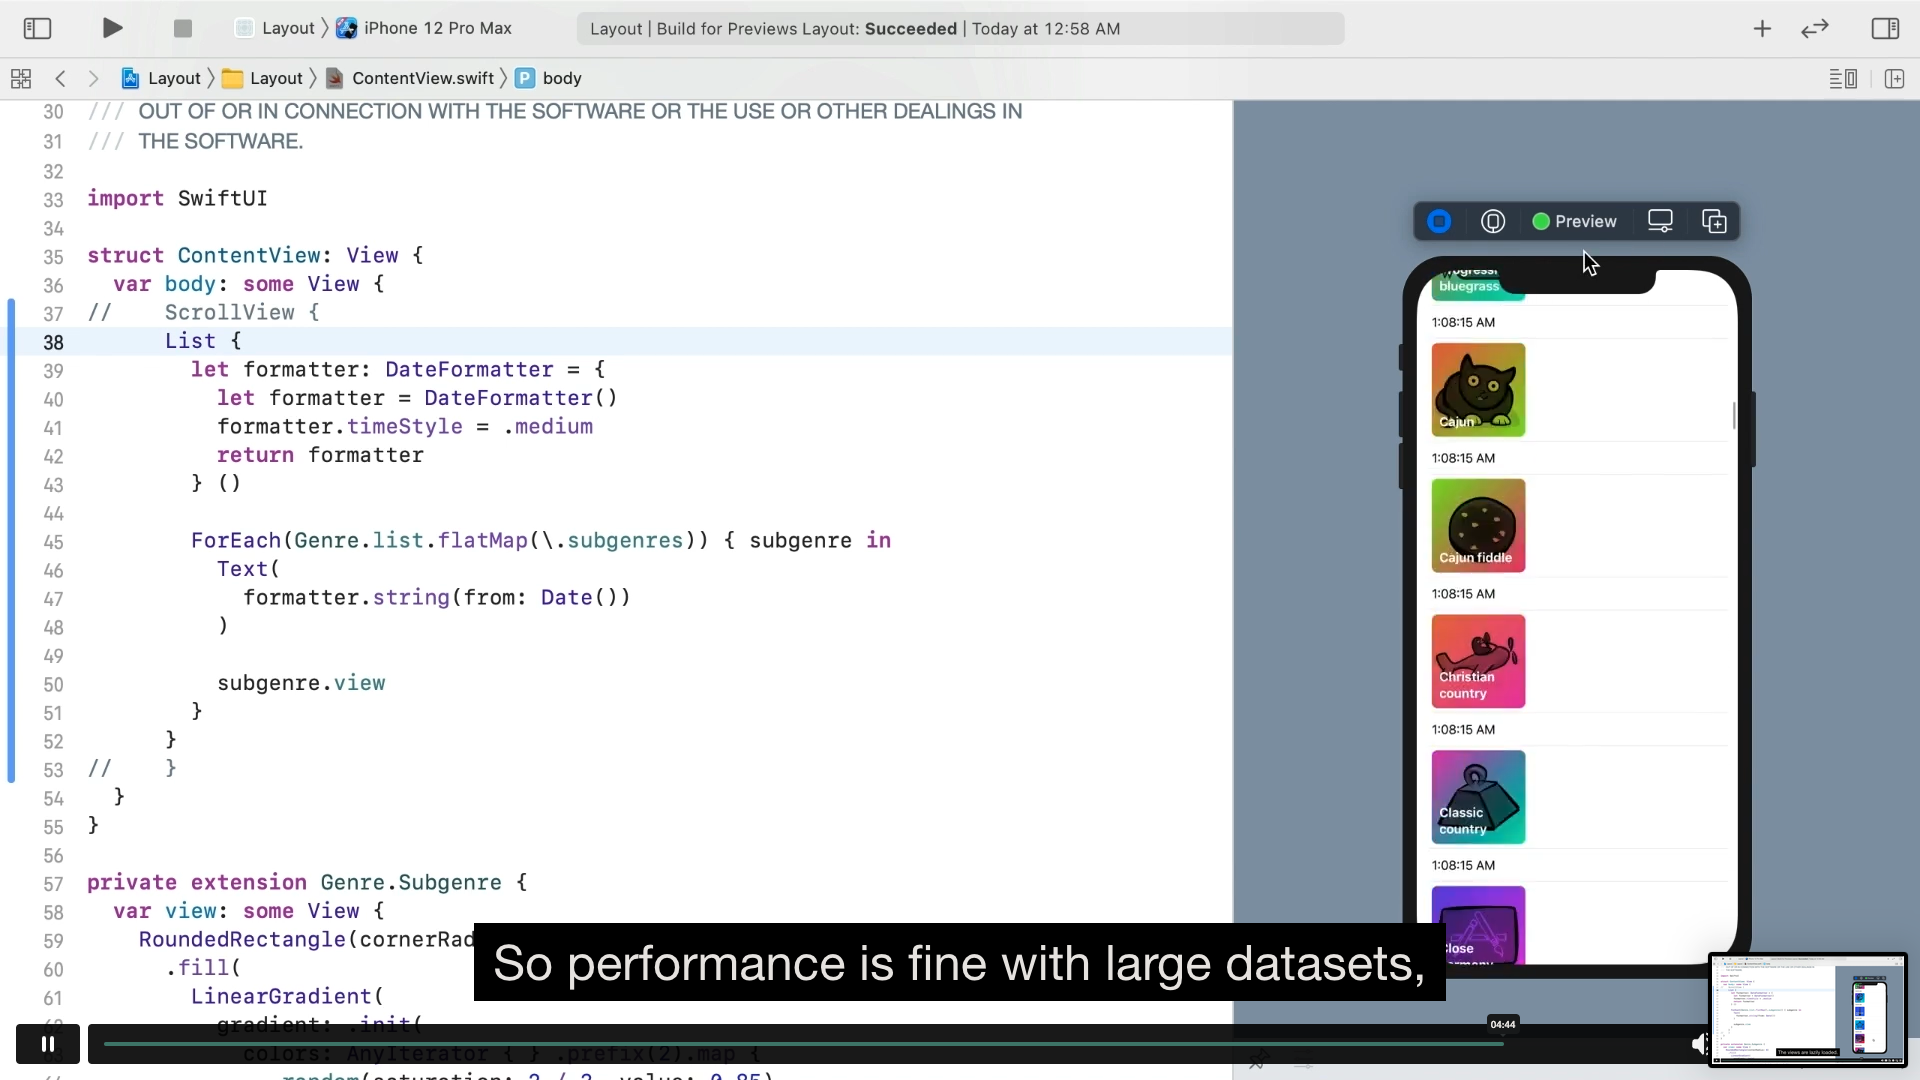 Layout
iPhone 12 Pro Max
Layout | Build for Previews Layout: Succeeded | Today at 12:58 AM
Layout
Layout
ContentView.swift
P
body
30 /// OUT OF OR IN CONNECTION WITH THE SOFTWARE OR THE USE OR OTHER DEALINGS IN
31 /// THE SOFTWARE.
32
33 import SwiftUI
34
35 struct ContentView: View {
36 var body: some View {
37 // ScrollView {
38 List {
39 let formatter: DateFormatter = {
40 let formatter = DateFormatter()
41 formatter.timeStyle = .medium
42 return formatter
43 } ()
44
45 ForEach(Genre.list.flatMap(\.subgenres)) { subgenre in
46 Text(
47 formatter.string(from: Date())
48 )
49
50 subgenre.view
51 }
52 }
53 // }
54 }
55 }
56
57 private extension Genre.Subgenre {
58 var view: some View {
59 RoundedRectangle(cornerRad
60 .fill(
61 LinearGradient(
62 gradient: .init(
63 colors: AnyIterator { } .prefix(2).map {
Preview
bluegrass
1:08:15 AM
Cajun
1:08:15 AM
Cajun fiddle
1:08:15 AM
Christian
country
1:08:15 AM
Classic
country
1:08:15 AM
So performance is fine with large datasets,
04:44
The views are lazily loaded